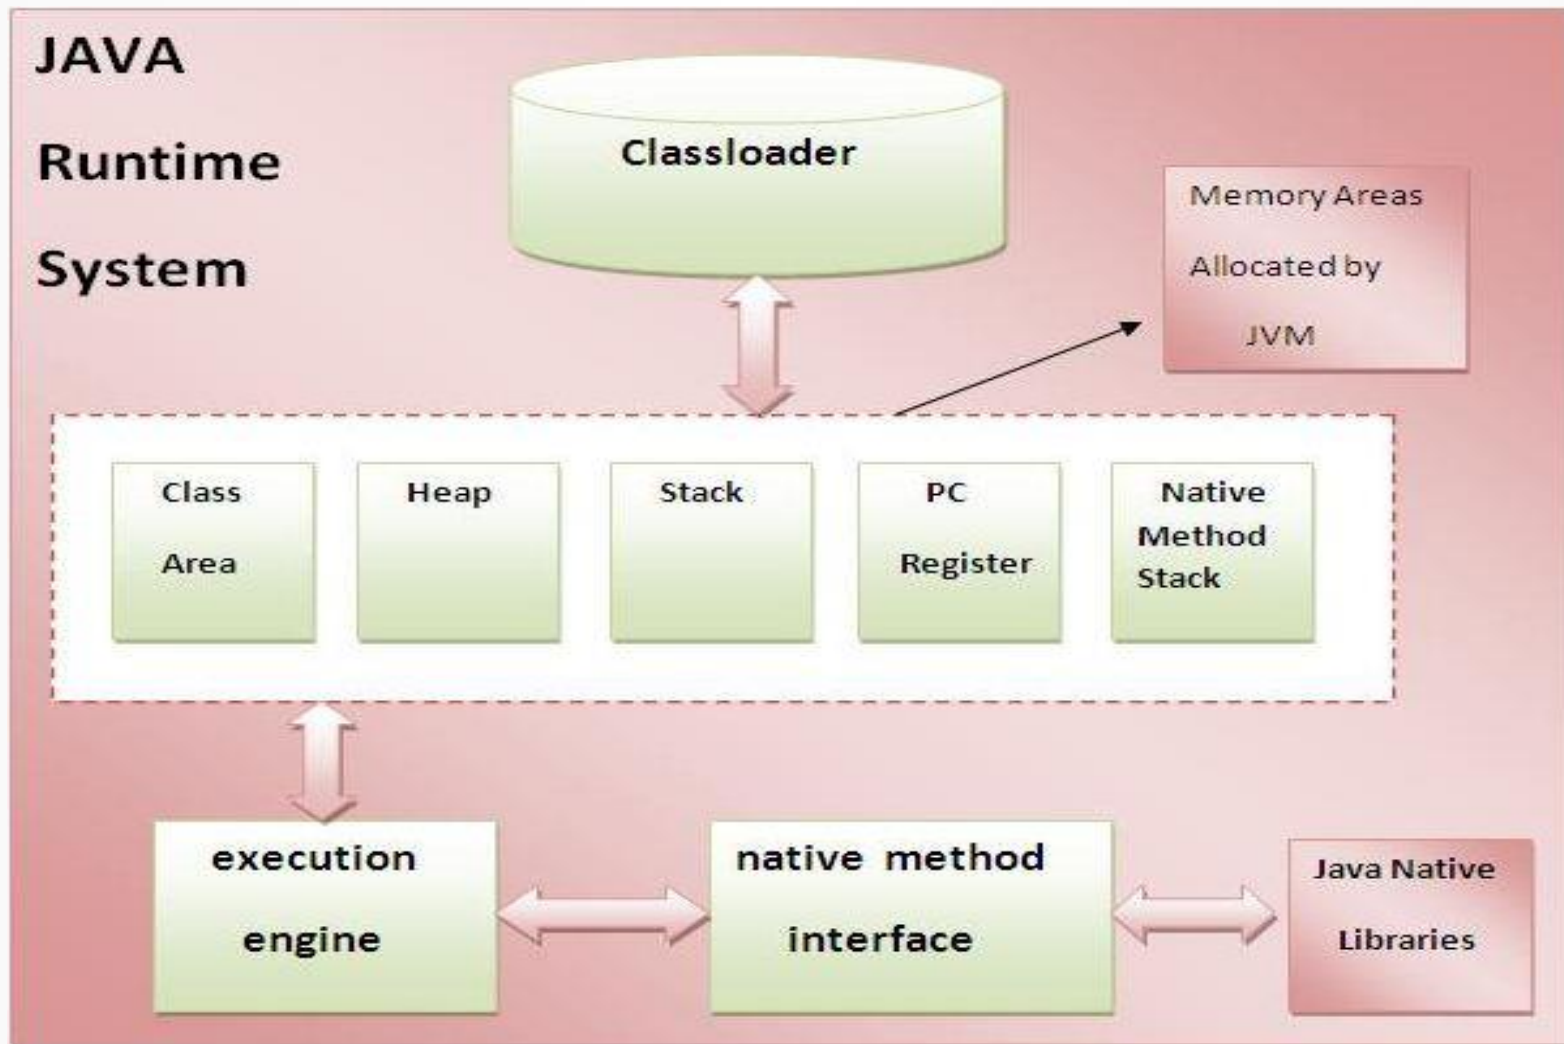 JAVA
Runtime
System
Classloader
Memory Areas
Allocated by
JVM
Class
Area
Heap
Stack
PC
Register
Native
Method
Stack
execution
engine
native method
interface
Java Native
Libraries